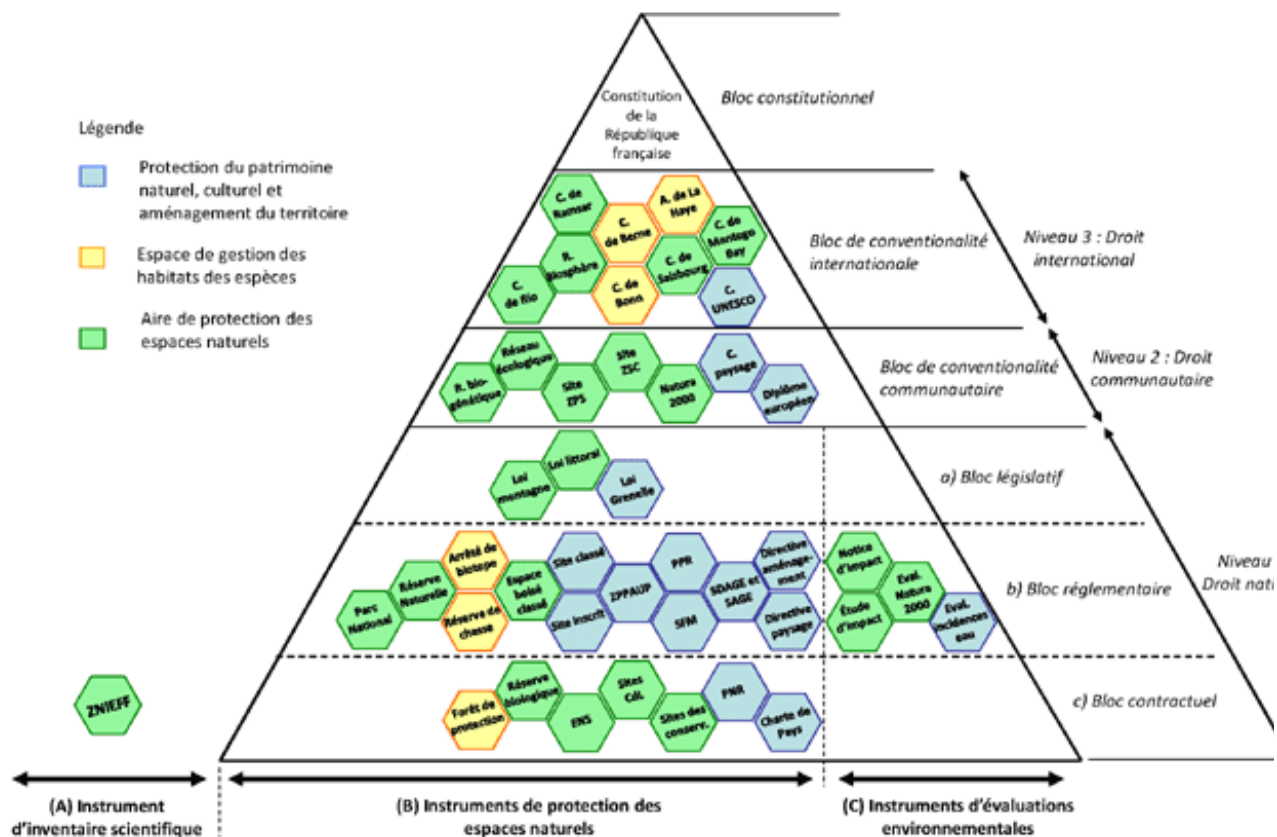 Constitution
de la
République
française
Bloc constitutionnel
Légende
Protection du patrimoine
naturel, culturel et
aménagement du territoire
Espace de gestion des
habitats des espèces
Aire de protection des
espaces naturels
C. de
Ramsar
C.
de Berne
A. de La
Haye
C. de
Montego
Bay
R.
Biosphère
C. de
Salzbourg
C.
de Rio
C.
de Bonn
C.
UNESCO
Bloc de conventionalité
internationale
Niveau 3 : Droit
international
R. bio-
génétique
Réseau
écologique
Site
ZPS
Site
ZSC
Natura
2000
C.
paysage
Diplôme
européen
Bloc de conventionalité
communautaire
Niveau 2 : Droit
communautaire
Loi
montagne
Loi littoral
Loi
Grenelle
a) Bloc législatif
Parc
National
Réserve
Naturelle
Arrêté de
biotope
Réserve de
chasse
Espace
boisé
classé
Site classé
Site inscrit
ZPPAUP
PPR
SFM
SDAGE et
SAGE
Directive
aménage-
ment
Directive
paysage
Notice
d'impact
Étude
d'impact
Eval.
Natura
2000
Eval.
incidences
eau
b) Bloc réglementaire
Niveau
Droit nati
Forêt de
protection
Réserve
biologique
ENS
Sites
CdL
Sites des
conserv.
PNR
Charte de
Pays
c) Bloc contractuel
ZNIEFF
(A) Instrument
d'inventaire scientifique
(B) Instruments de protection des
espaces naturels
(C) Instruments d'évaluations
environnementales